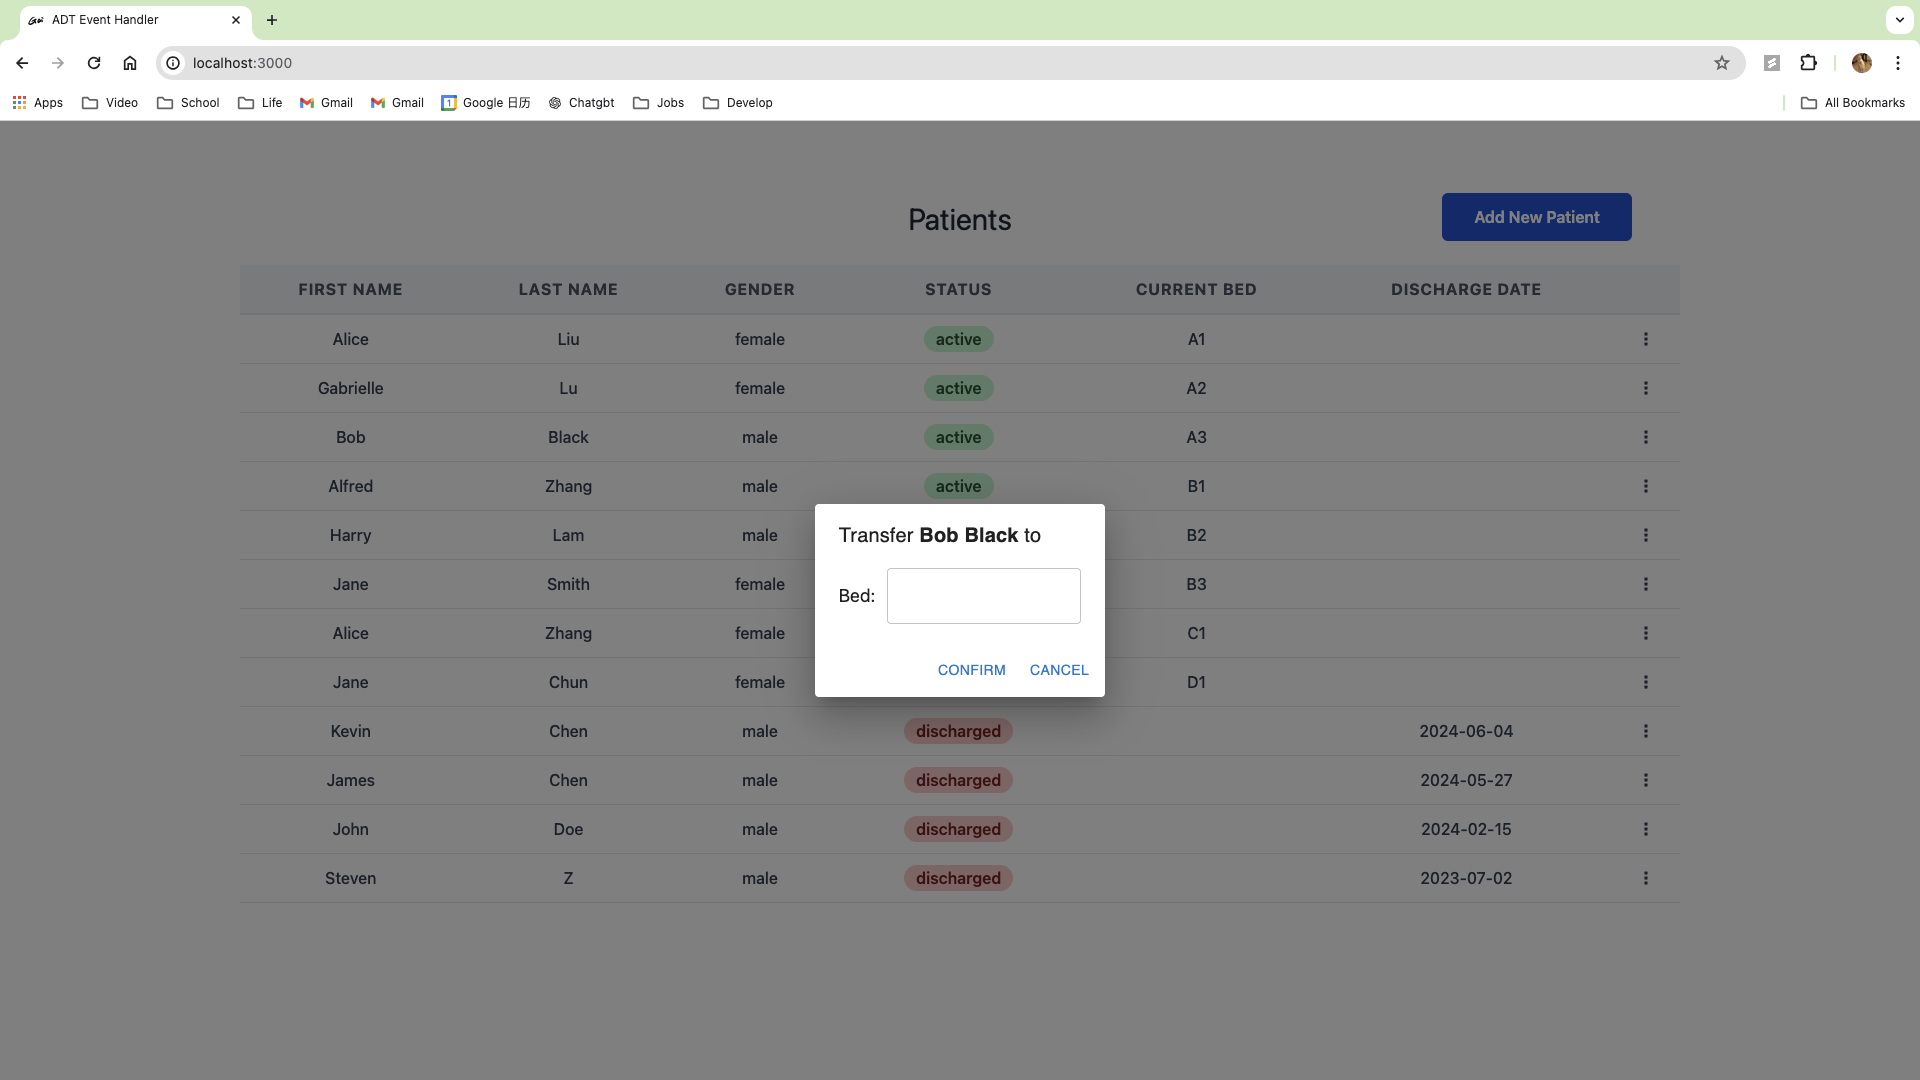 ADT Event Handler
localhost:3000
Apps Video School Life Gmail Gmail 1 Google 日历 Chatgbt Jobs Develop All Bookmarks
Patients Add New Patient
FIRST NAME LAST NAME GENDER STATUS CURRENT BED DISCHARGE DATE
Alice Liu female active A1
Gabrielle Lu female active A2
Bob Black male active A3
Alfred Zhang male active B1
Harry Lam male B2
Jane Smith female B3
Alice Zhang female C1
Jane Chun female D1
Kevin Chen male discharged 2024-06-04
James Chen male discharged 2024-05-27
John Doe male discharged 2024-02-15
Steven Z male discharged 2023-07-02
Transfer Bob Black to
Bed:
CONFIRM CANCEL